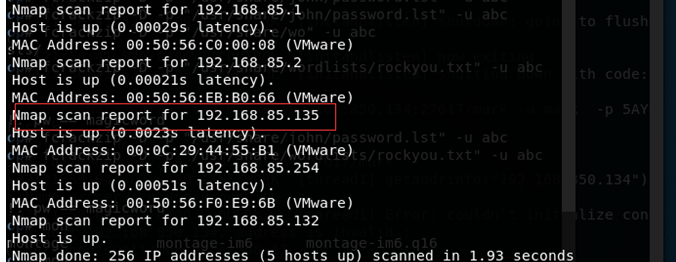 Nmap scan report for 192.168.85.1
Host is up (0.00029s latency).
MAC Address: 00:50:56:C0:00:08 (VMware)
Nmap scan report for 192.168.85.2
Host is up (0.00021s latency).
MAC Address: 00:50:56:EB:B0:66 (VMware)
Nmap scan report for 192.168.85.135
Host is up (0.0023s latency).
MAC Address: 00:0C:29:44:55:B1 (VMware)
Nmap scan report for 192.168.85.254
Host is up (0.00051s latency).
MAC Address: 00:50:56:F0:E9:6B (VMware)
Nmap scan report for 192.168.85.132
Host is up.
montage-im6 montage-im6.q16
Nmap done: 256 IP addresses (5 hosts up) scanned in 1.93 seconds